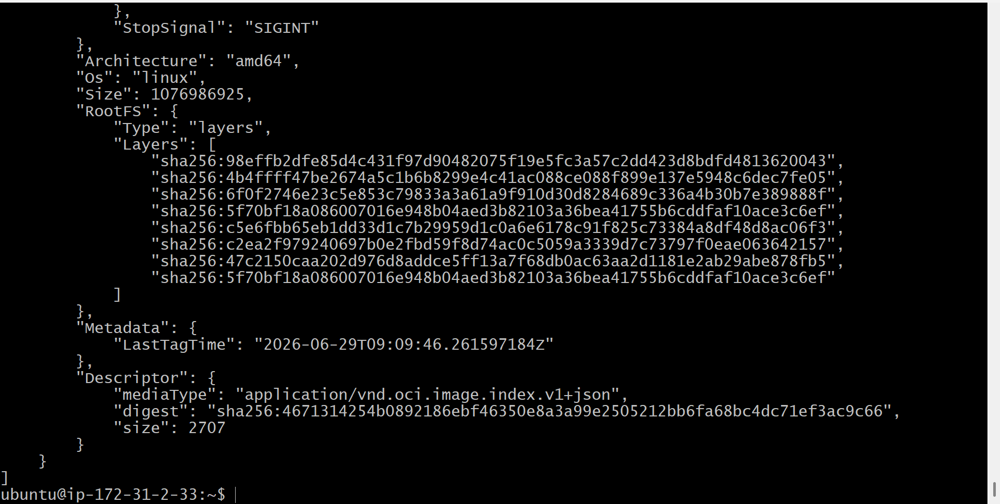 },
"StopSignal": "SIGINT"
},
"Architecture": "amd64",
"Os": "linux",
"Size": 1076986925,
"RootFS": {
"Type": "layers",
"Layers": [
"sha256:98effb2dfe85d4c431f97d90482075f19e5fc3a57c2dd423d8bdfd4813620043",
"sha256:4b4ffff47be2674a5c1b6b8299e4c41ac088ce088f899e137e5948c6dec7fe05",
"sha256:6f0f2746e23c5e853c79833a3a61a9f910d30d8284689c336a4b30b7e389888f",
"sha256:5f70bf18a086007016e948b04aed3b82103a36bea41755b6cddfaf10ace3c6ef",
"sha256:c5e6fbb65eb1dd33d1c7b29959d1c0a6e6178c91f825c73384a8df48d8ac06f3",
"sha256:c2ea2f979240697b0e2fbd59f8d74ac0c5059a3339d7c73797f0eae063642157",
"sha256:47c2150caa202d976d8addce5ff13a7f68db0ac63aa2d1181e2ab29abe878fb5",
"sha256:5f70bf18a086007016e948b04aed3b82103a36bea41755b6cddfaf10ace3c6ef"
]
},
"Metadata": {
"LastTagTime": "2026-06-29T09:09:46.261597184Z"
},
"Descriptor": {
"mediaType": "application/vnd.oci.image.index.v1+json",
"digest": "sha256:4671314254b0892186ebf46350e8a3a99e2505212bb6fa68bc4dc71ef3ac9c66",
"size": 2707
}
}
]
ubuntu@ip-172-31-2-33:~$